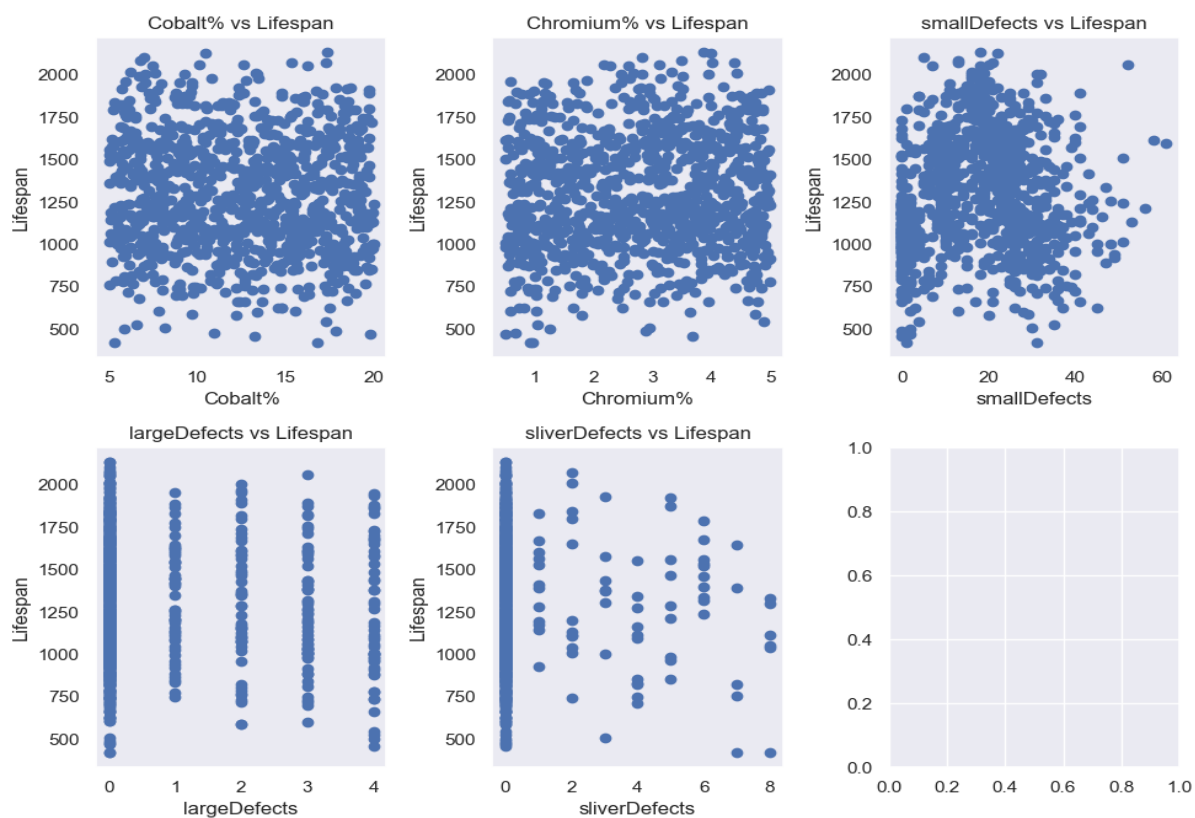 Cobalt% vs Lifespan
Lifespan
2000
1750
1500
1250
1000
750
500
5 10 15 20
Cobalt%
Chromium% vs Lifespan
Lifespan
2000
1750
1500
1250
1000
750
500
1 2 3 4 5
Chromium%
smallDefects vs Lifespan
Lifespan
2000
1750
1500
1250
1000
750
500
0 20 40 60
smallDefects
largeDefects vs Lifespan
Lifespan
2000
1750
1500
1250
1000
750
500
0 1 2 3 4
largeDefects
sliverDefects vs Lifespan
Lifespan
2000
1750
1500
1250
1000
750
500
0 2 4 6 8
sliverDefects
1.0
0.8
0.6
0.4
0.2
0.0
0.0 0.2 0.4 0.6 0.8 1.0